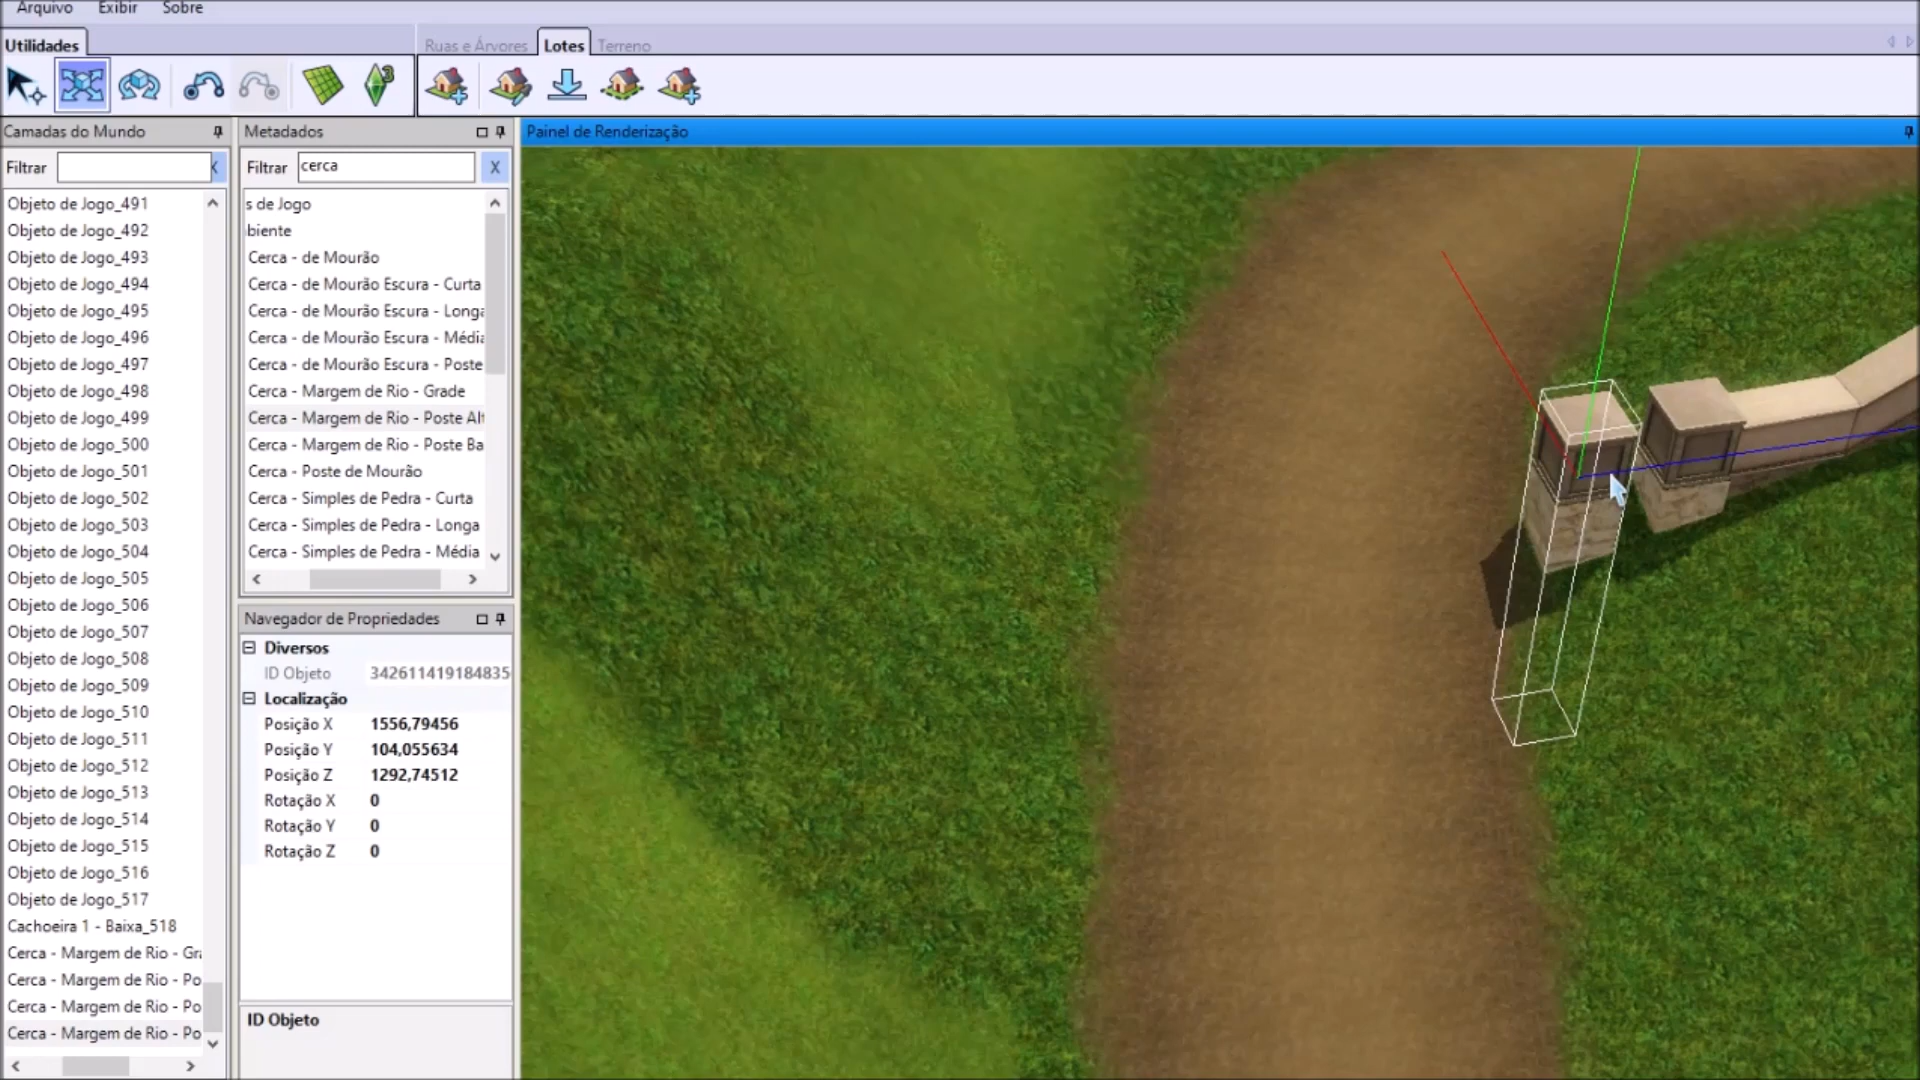 Arquivo Exibir Sobre
Utilidades Ruas e Árvores Lotes Terreno
3
Camadas do Mundo
Filtrar
Objeto de Jogo_491
Objeto de Jogo_492
Objeto de Jogo_493
Objeto de Jogo_494
Objeto de Jogo_495
Objeto de Jogo_496
Objeto de Jogo_497
Objeto de Jogo_498
Objeto de Jogo_499
Objeto de Jogo_500
Objeto de Jogo_501
Objeto de Jogo_502
Objeto de Jogo_503
Objeto de Jogo_504
Objeto de Jogo_505
Objeto de Jogo_506
Objeto de Jogo_507
Objeto de Jogo_508
Objeto de Jogo_509
Objeto de Jogo_510
Objeto de Jogo_511
Objeto de Jogo_512
Objeto de Jogo_513
Objeto de Jogo_514
Objeto de Jogo_515
Objeto de Jogo_516
Objeto de Jogo_517
Cachoeira 1 - Baixa_518
Cerca - Margem de Rio - Gra
Cerca - Margem de Rio - Po
Cerca - Margem de Rio - Po
Cerca - Margem de Rio - Po
Metadados
Filtrar cerca X
s de Jogo
biente
Cerca - de Mourão
Cerca - de Mourão Escura - Curta
Cerca - de Mourão Escura - Longa
Cerca - de Mourão Escura - Média
Cerca - de Mourão Escura - Poste
Cerca - Margem de Rio - Grade
Cerca - Margem de Rio - Poste Alt
Cerca - Margem de Rio - Poste Ba
Cerca - Poste de Mourão
Cerca - Simples de Pedra - Curta
Cerca - Simples de Pedra - Longa
Cerca - Simples de Pedra - Média
Navegador de Propriedades
Diversos
ID Objeto 342611419184835
Localização
Posição X 1556,79456
Posição Y 104,055634
Posição Z 1292,74512
Rotação X 0
Rotação Y 0
Rotação Z 0
ID Objeto
Painel de Renderização